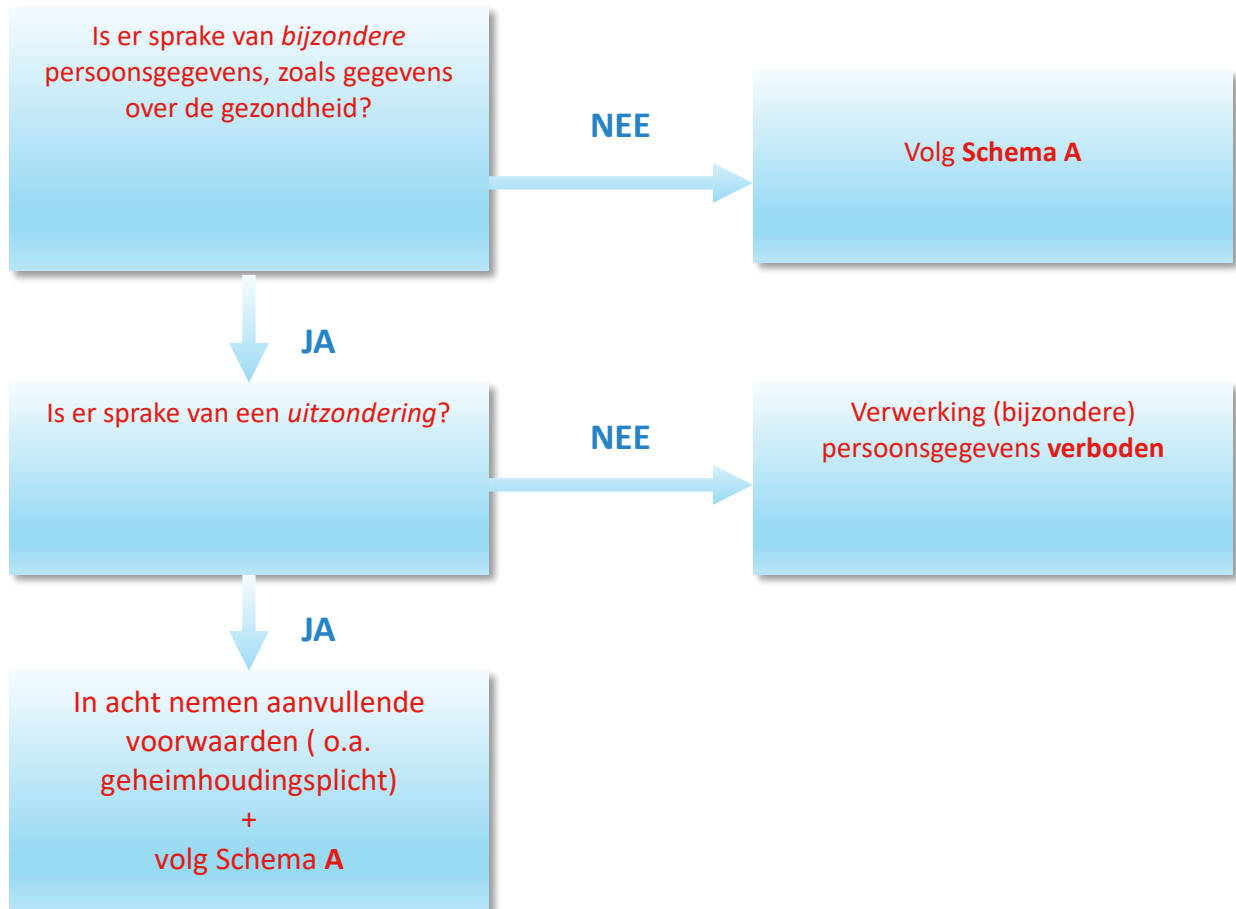 Is er sprake van bijzondere
persoonsgegevens, zoals gegevens
over de gezondheid?
NEE
Volg Schema A
JA
Is er sprake van een uitzondering?
NEE
Verwerking (bijzondere)
persoonsgegevens verboden
JA
In acht nemen aanvullende
voorwaarden ( o.a.
geheimhoudingsplicht)
+
volg Schema A